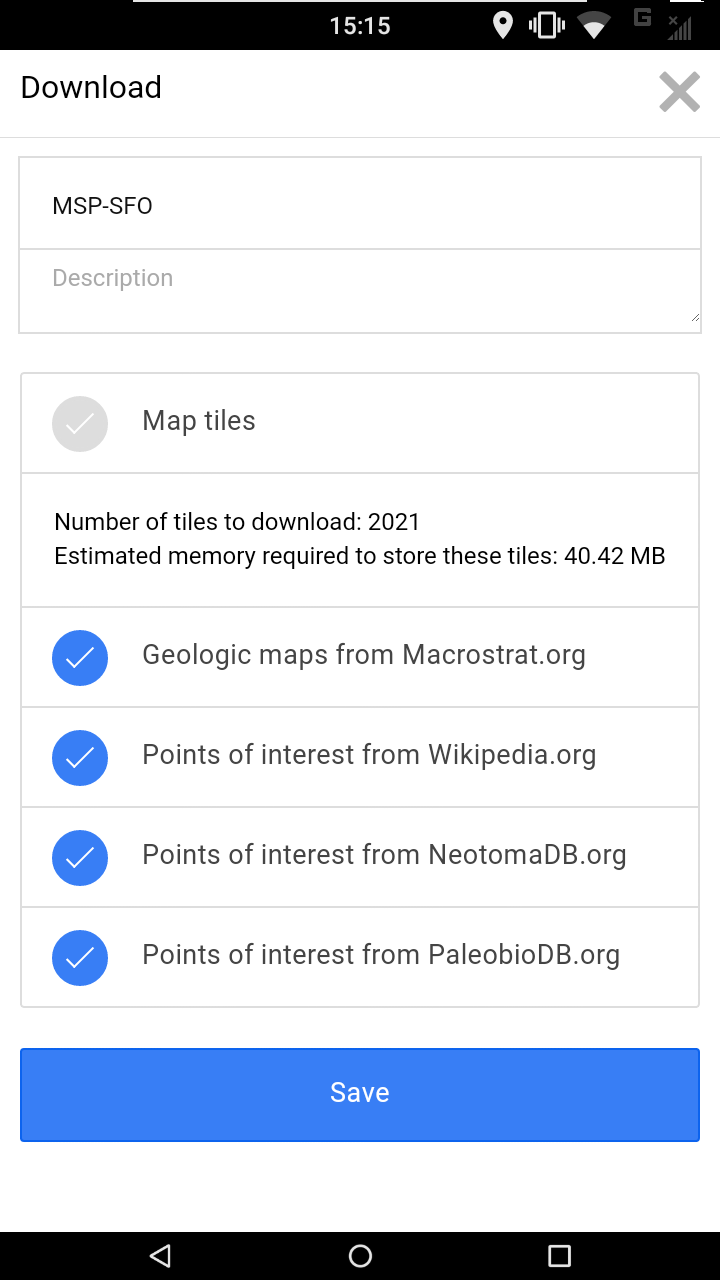 15:15
G
Download
MSP-SFO
Description
Map tiles
Number of tiles to download: 2021
Estimated memory required to store these tiles: 40.42 MB
Geologic maps from Macrostrat.org
Points of interest from Wikipedia.org
Points of interest from NeotomaDB.org
Points of interest from PaleobioDB.org
Save